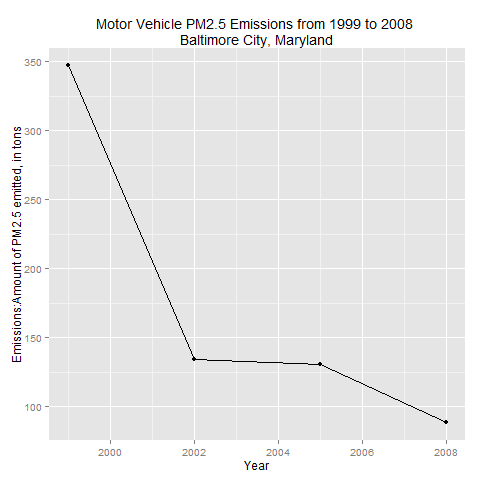 Motor Vehicle PM2.5 Emissions from 1999 to 2008
Baltimore City, Maryland
Emissions:Amount of PM2.5 emitted, in tons
350
300
250
200
150
100
2000
2002
2004
2006
2008
Year